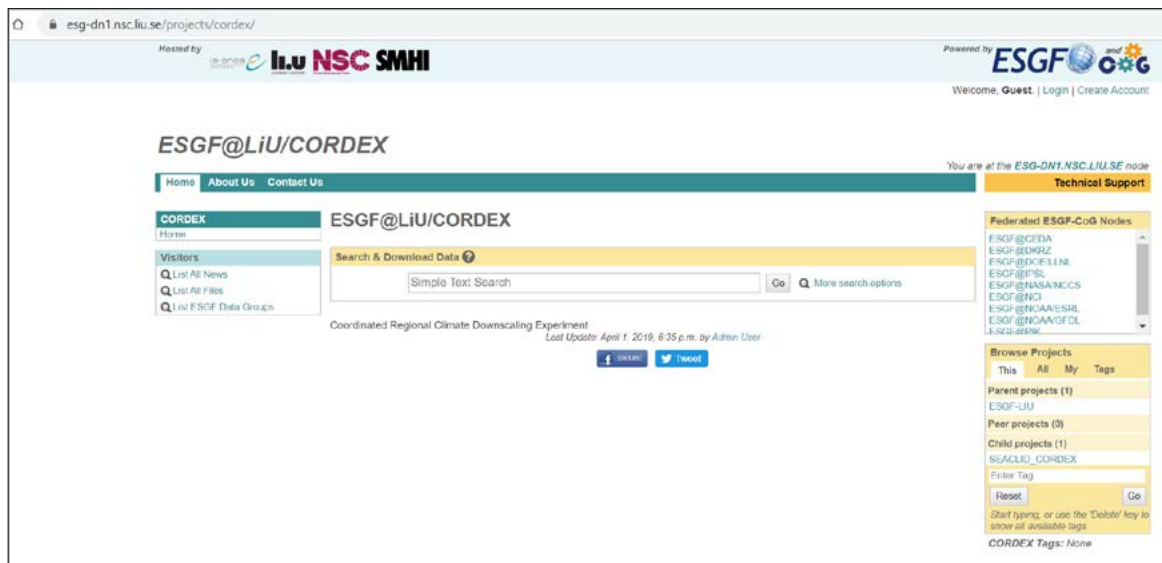 esg-dn1.nsc.liu.se/projects/cordex/
Hosted by
li.u NSC SMHI
Powered by ESGF and CoG
Welcome, Guest. | Login | Create Account
ESGF@LiU/CORDEX
You are at the ESG-DN1.NSC.LIU.SE node
Home About Us Contact Us
Technical Support
CORDEX
Home
Visitors
List All News
List All Files
List ESGF Data Groups
ESGF@LiU/CORDEX
Search & Download Data ?
Simple Text Search
Go
More search options
Coordinated Regional Climate Downscaling Experiment
Last Update: April 1, 2019, 6:35 p.m. by Admin User
SHARE
Tweet
Federated ESGF-CoG Nodes
ESGF@CEDA
ESGF@DKRZ
ESGF@DOE/LLNL
ESGF@IPSL
ESGF@NASA/NCCS
ESGF@NCI
ESGF@NOAA/ESRL
ESGF@NOAA/GFDL
ESGF@PIK
Browse Projects
This All My Tags
Parent projects (1)
ESGF-LIU
Peer projects (0)
Child projects (1)
SEACLID_CORDEX
Enter Tag
Reset
Go
Start typing, or use the 'Delete' key to
show all available tags.
CORDEX Tags: None